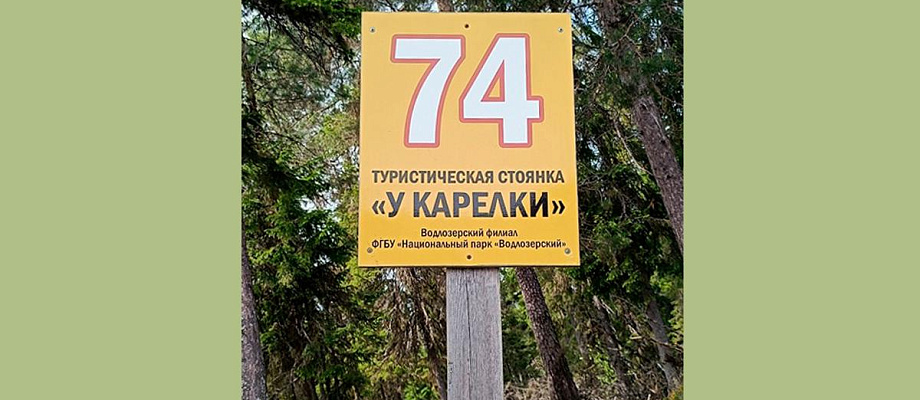 74
ТУРИСТИЧЕСКАЯ СТОЯНКА
«У КАРЕЛКИ»
Водлозерский филиал
ФГБУ «Национальный парк «Водлозерский»